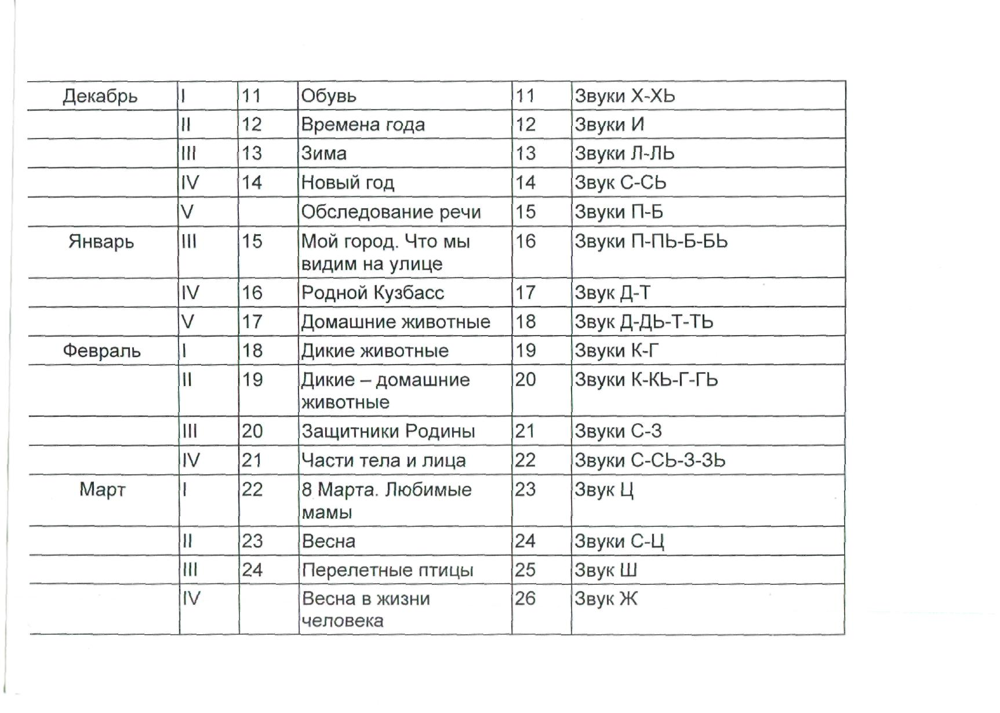 Декабрь I 11 Обувь 11 Звуки Х-ХЬ
II 12 Времена года 12 Звуки И
III 13 Зима 13 Звуки Л-ЛЬ
IV 14 Новый год 14 Звук С-СЬ
V Обследование речи 15 Звуки П-Б
Январь III 15 Мой город. Что мы 16 Звуки П-ПЬ-Б-БЬ
видим на улице
IV 16 Родной Кузбасс 17 Звук Д-Т
V 17 Домашние животные 18 Звук Д-ДЬ-Т-ТЬ
Февраль I 18 Дикие животные 19 Звуки К-Г
II 19 Дикие – домашние 20 Звуки К-КЬ-Г-ГЬ
животные
III 20 Защитники Родины 21 Звуки С-З
IV 21 Части тела и лица 22 Звуки С-СЬ-З-ЗЬ
Март I 22 8 Марта. Любимые 23 Звук Ц
мамы
II 23 Весна 24 Звуки С-Ц
III 24 Перелетные птицы 25 Звук Ш
IV Весна в жизни 26 Звук Ж
человека